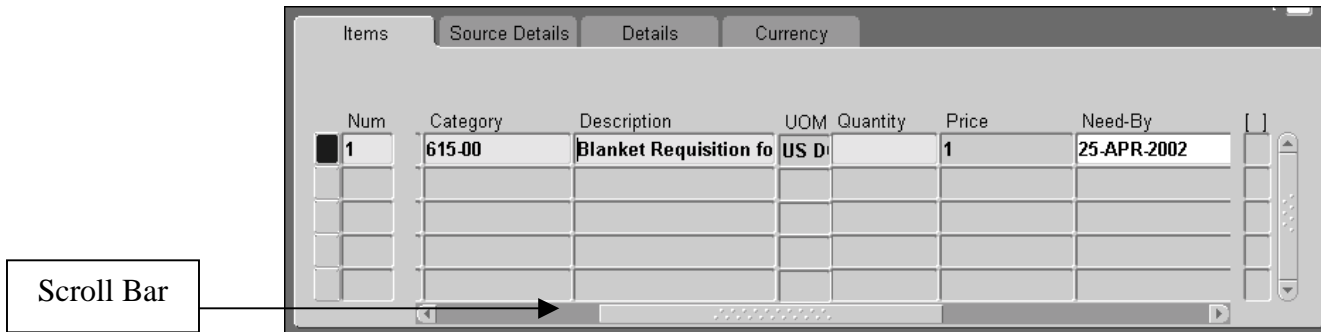 Items Source Details Details Currency
Num Category Description UOM Quantity Price Need-By [ ]
1 615-00 Blanket Requisition fo US D 1 25-APR-2002
Scroll Bar